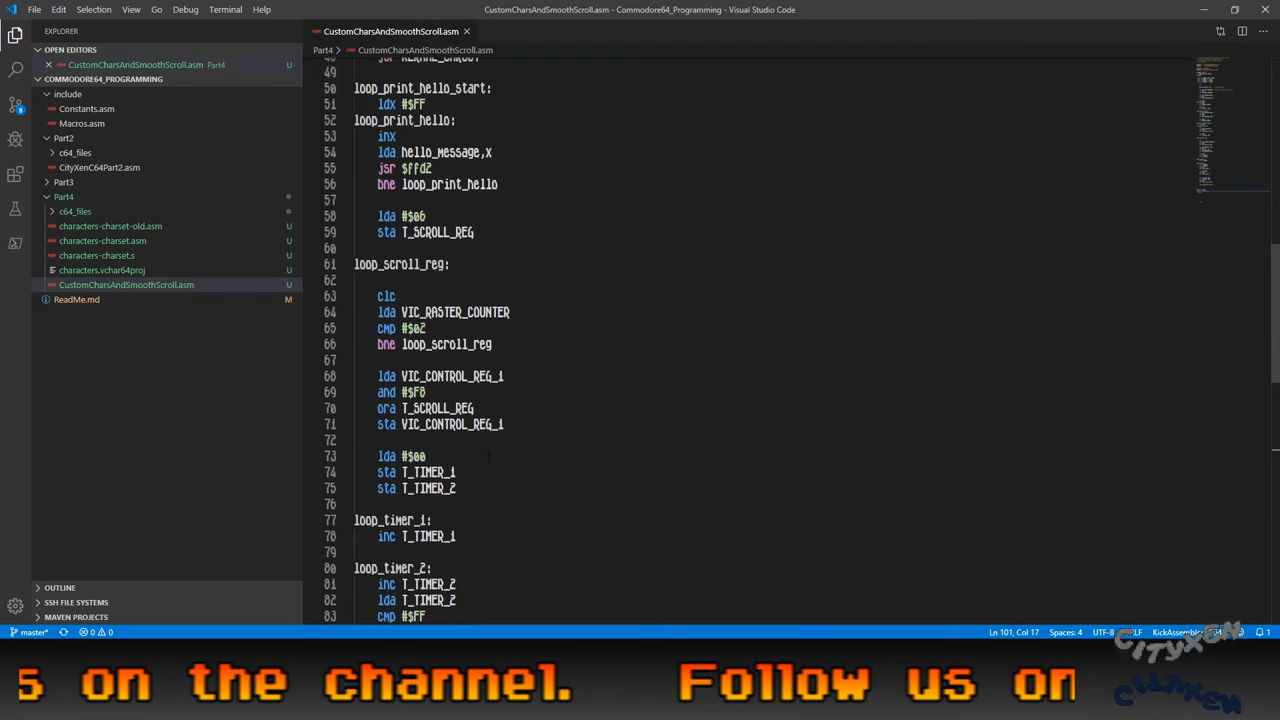 File Edit Selection View Go Debug Terminal Help
CustomCharsAndSmoothScroll.asm - Commodore64_Programming - Visual Studio Code
EXPLORER
OPEN EDITORS
CustomCharsAndSmoothScroll.asm Part4 U
COMMODORE64_PROGRAMMING
include
Constants.asm
Macros.asm
Part2
c64_files
CityXenC64Part2.asm
Part3
Part4
c64_files
characters-charset-old.asm U
characters-charset.asm U
characters-charset.s U
characters.vchar64proj U
CustomCharsAndSmoothScroll.asm U
ReadMe.md M
OUTLINE
SSH FILE SYSTEMS
MAVEN PROJECTS
8
CustomCharsAndSmoothScroll.asm
Part4 > CustomCharsAndSmoothScroll.asm
49
50 loop_print_hello_start:
51 ldx #$FF
52 loop_print_hello:
53 inx
54 lda hello_message,x
55 jsr $ffd2
56 bne loop_print_hello
57
58 lda #$06
59 sta T_SCROLL_REG
60
61 loop_scroll_reg:
62
63 clc
64 lda VIC_RASTER_COUNTER
65 cmp #$02
66 bne loop_scroll_reg
67
68 lda VIC_CONTROL_REG_1
69 and #$F8
70 ora T_SCROLL_REG
71 sta VIC_CONTROL_REG_1
72
73 lda #$00
74 sta T_TIMER_1
75 sta T_TIMER_2
76
77 loop_timer_1:
78 inc T_TIMER_1
79
80 loop_timer_2:
81 inc T_TIMER_2
82 lda T_TIMER_2
83 cmp #$FF
master* 0 0
Ln 101, Col 17 Spaces: 4 UTF-8 KickAssembler 1
s on the channel. Follow us on
CITYXEN
CITYXEN